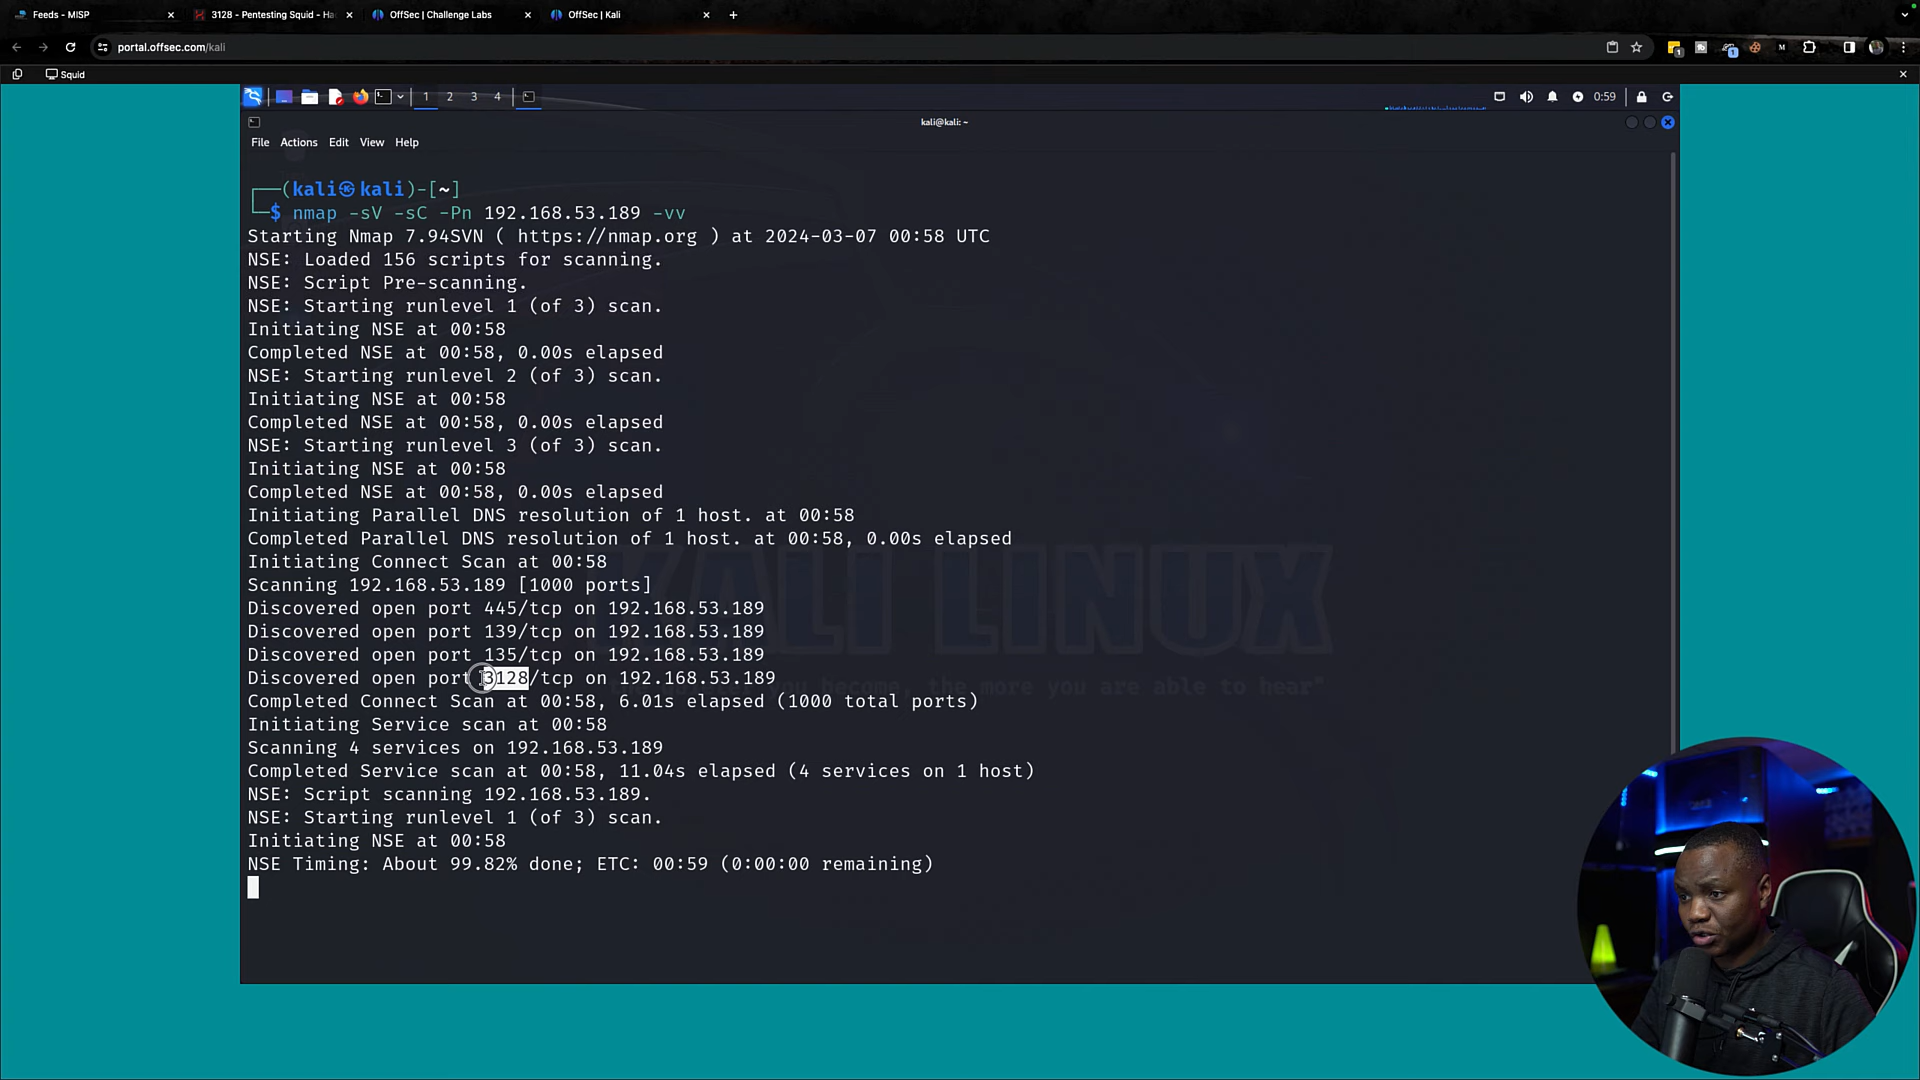 Feeds - MISP
3128 - Pentesting Squid - Ha
OffSec | Challenge Labs
OffSec | Kali
portal.offsec.com/kali
Squid
1 2 3 4
0:59
kali@kali: ~
File Actions Edit View Help
┌──(kali㉿kali)-[~]
└─$ nmap -sV -sC -Pn 192.168.53.189 -vv
Starting Nmap 7.94SVN ( https://nmap.org ) at 2024-03-07 00:58 UTC
NSE: Loaded 156 scripts for scanning.
NSE: Script Pre-scanning.
NSE: Starting runlevel 1 (of 3) scan.
Initiating NSE at 00:58
Completed NSE at 00:58, 0.00s elapsed
NSE: Starting runlevel 2 (of 3) scan.
Initiating NSE at 00:58
Completed NSE at 00:58, 0.00s elapsed
NSE: Starting runlevel 3 (of 3) scan.
Initiating NSE at 00:58
Completed NSE at 00:58, 0.00s elapsed
Initiating Parallel DNS resolution of 1 host. at 00:58
Completed Parallel DNS resolution of 1 host. at 00:58, 0.00s elapsed
Initiating Connect Scan at 00:58
Scanning 192.168.53.189 [1000 ports]
Discovered open port 445/tcp on 192.168.53.189
Discovered open port 139/tcp on 192.168.53.189
Discovered open port 135/tcp on 192.168.53.189
Discovered open port 3128/tcp on 192.168.53.189
Completed Connect Scan at 00:58, 6.01s elapsed (1000 total ports)
Initiating Service scan at 00:58
Scanning 4 services on 192.168.53.189
Completed Service scan at 00:58, 11.04s elapsed (4 services on 1 host)
NSE: Script scanning 192.168.53.189.
NSE: Starting runlevel 1 (of 3) scan.
Initiating NSE at 00:58
NSE Timing: About 99.82% done; ETC: 00:59 (0:00:00 remaining)
KALI LINUX
you become, the more you are able to hear"